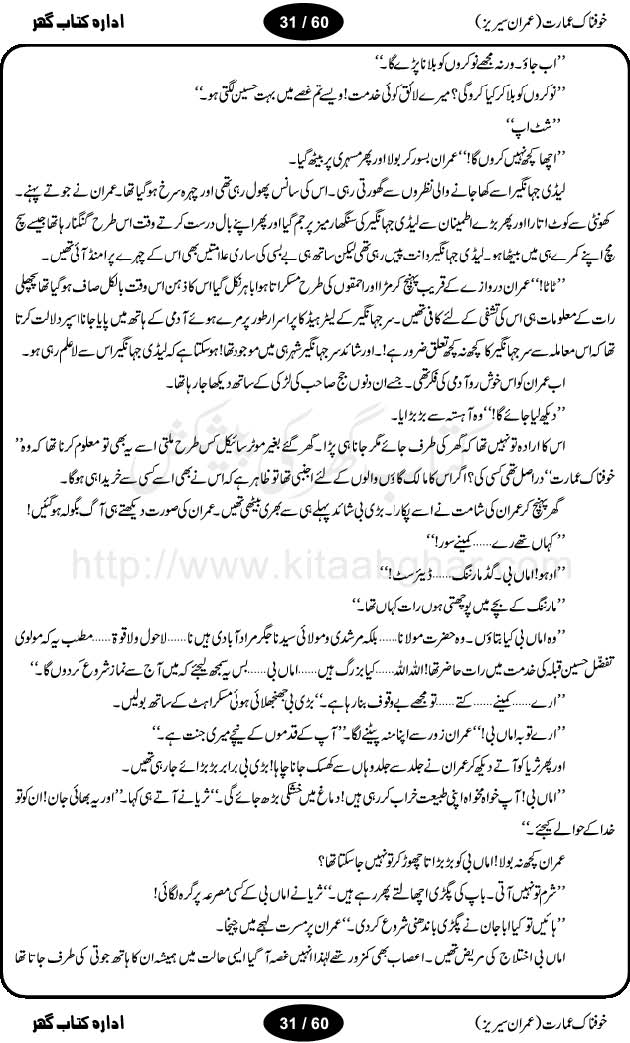 خوفناک عمارت (عمران سیریز)
31 / 60
ادارہ کتاب گھر
’’اب جاؤ۔ ورنہ مجھے نوکروں کو بلانا پڑے گا۔‘‘
’’نوکروں کو بلا کر کیا کرو گی؟ میرے لائق کوئی خدمت! ویسے تم غصے میں بہت حسین لگتی ہو۔‘‘
’’شٹ اپ‘‘
’’اچھا کچھ نہیں کروں گا!‘‘ عمران بسور کر بولا اور پھر مسہری پر بیٹھ گیا۔
لیڈی جہانگیر اسے کھا جانے والی نظروں سے گھورتی رہی۔ اس کی سانس پھول رہی تھی اور چہرہ سرخ ہو گیا تھا۔ عمران نے جوتے پہنے۔
کھونٹی سے کوٹ اتارا اور پھر بڑے اطمینان سے لیڈی جہانگیر کی سنگھار میز پر جم گیا اور پھر اپنے بال درست کرتے وقت اس طرح گنگنا رہا تھا جیسے سچ
مچ اپنے کمرے ہی میں بیٹھا ہو۔ لیڈی جہانگیر دانت پیس رہی تھی لیکن ساتھ ہی بے بسی کی ساری علامتیں بھی اس کے چہرے پر امنڈ آئی تھیں۔
’’ٹاٹا!‘‘ عمران دروازے کے قریب پہنچ کر مڑا اور احمقوں کی طرح مسکراتا ہوا باہر نکل گیا اس کا ذہن اس وقت بالکل صاف ہو گیا تھا پچھلی
رات کے معلومات ہی اس کی تشفی کے لئے کافی تھیں۔ سر جہانگیر کے لیٹر ہیڈ کا پراسرار طور پر مرے ہوئے آدمی کے ہاتھ میں پایا جانا اسپر دلالت کرتا
تھا کہ اس معاملہ سے سر جہانگیر کا کچھ نہ کچھ تعلق ضرور ہے!۔ اور شائد سر جہانگیر شہر ہی میں موجود تھا! ہو سکتا ہے کہ لیڈی جہانگیر اس سے لاعلم رہی ہو۔
اب عمران کو اس خوش رو آدمی کی فکر تھی۔ جسے ان دنوں جج صاحب کی لڑکی کے ساتھ دیکھا جا رہا تھا۔
’’دیکھ لیا جائے گا!‘‘ وہ آہستہ سے بڑبڑایا۔
اس کا ارادہ تو نہیں تھا کہ گھر کی طرف جائے مگر جانا ہی پڑا۔ گھر گئے بغیر موٹر سائیکل کس طرح ملتی اسے یہ بھی تو معلوم کرنا تھا کہ وہ ’’
خوفناک عمارت‘‘ دراصل تھی کس کی؟ اگر اس کا مالک گاؤں والوں کے لئے اجنبی تھا تو ظاہر ہے کہ اس نے بھی اسے کسی سے خریدا ہی ہو گا۔
گھر پہنچ کر عمران کی شامت نے اسے پکارا۔ بڑی بی شائد پہلے ہی سے بھری بیٹھی تھیں۔ عمران کی صورت دیکھتے ہی آگ بگولہ ہو گئیں!
’’کہاں تھے رے......کمینے سور!‘‘
’’اوہو! اماں بی۔ گڈ مارننگ......ڈیئرسٹ!‘‘
’’مارننگ کے بچے میں پوچھتی ہوں رات کہاں تھا۔‘‘
’’وہ اماں بی کیا بتاؤں۔ وہ حضرت مولانا......بلکہ مرشدی و مولائی سیدنا جگر مراد آبادی ہیں نا......لاحول ولا قوۃ......مطلب یہ کہ مولوی
تفضل حسین قبلہ کی خدمت میں رات حاضر تھا! اللہ اللہ......کیا بزرگ ہیں......اماں بی......بس یہ سمجھ لیجئے کہ میں آج سے نماز شروع کر دوں گا۔‘‘
’’ارے......کمینے......کتے......تو مجھے بے وقوف بنا رہا ہے۔‘‘ بڑی بی جھنجھلائی ہوئی مسکراہٹ کے ساتھ بولیں۔
’’ارے توبہ اماں بی!‘‘ عمران زور سے اپنا منہ پیٹنے لگا۔ ’’آپ کے قدموں کے نیچے میری جنت ہے۔‘‘
اور پھر ثریا کو آتے دیکھ کر عمران نے جلد سے جلد وہاں سے کھسک جانا چاہا! بڑی بی برابر بڑبڑائے جا رہی تھیں۔
’’اماں بی! آپ خواہ مخواہ اپنی طبیعت خراب کر رہی ہیں! دماغ میں خشکی بڑھ جائے گی۔‘‘ ثریا نے آتے ہی کہا۔ ’’اور یہ بھائی جان! ان کو تو
خدا کے حوالے کیجئے۔‘‘
عمران کچھ نہ بولا! اماں بی کو بڑبڑاتا چھوڑ کر تو نہیں جا سکتا تھا؟
’’شرم تو نہیں آتی۔ باپ کی پگڑی اچھالتے پھر رہے ہیں۔‘‘ ثریا نے اماں بی کے کسی مصرعہ پر گرہ لگائی!
’’ہائیں تو کیا ابا جان نے پگڑی باندھنی شروع کر دی۔‘‘ عمران پر مسرت لہجے میں چیخا۔
اماں بی اختلاج کی مریض تھیں۔ اعصاب بھی کمزور تھے لہٰذا انہیں غصہ آ گیا ایسی حالت میں ہمیشہ ان کا ہاتھ جوتی کی طرف جاتا تھا
کتاب گھر کی پیشکش
http://www.kitaabghar.com
خوفناک عمارت (عمران سیریز)
31 / 60
ادارہ کتاب گھر